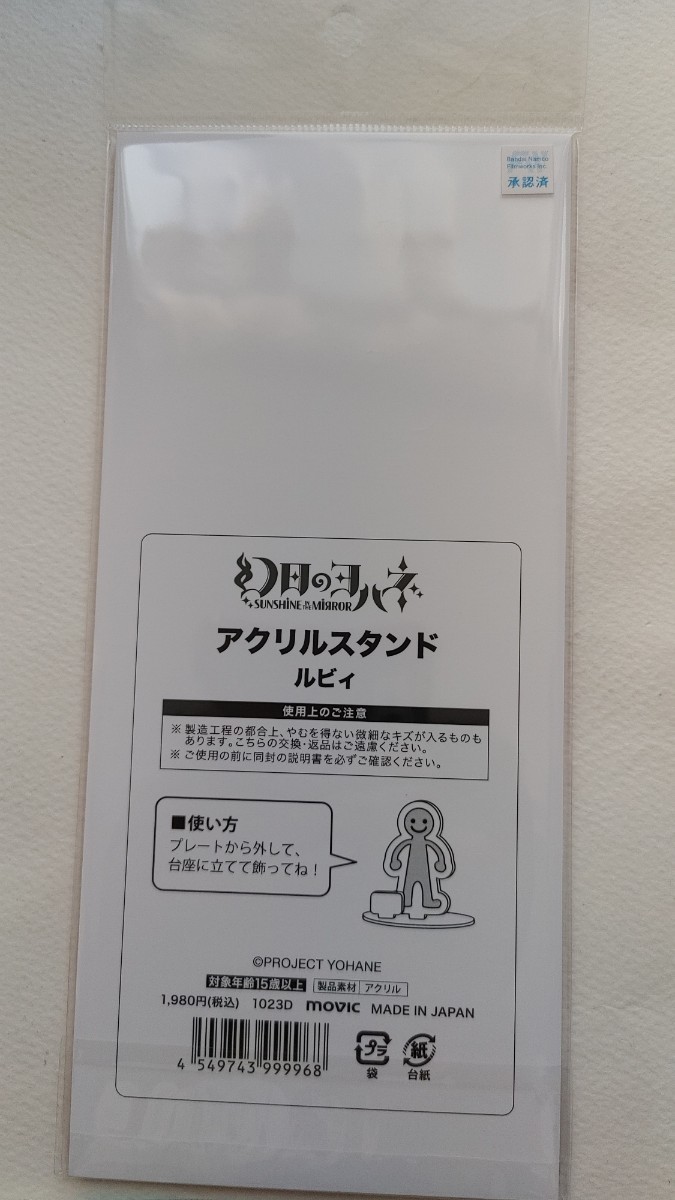 Bandai Namco
Filmworks Inc.
承認済
幻日のヨハネ
SUNSHINE IN THE MIRROR
アクリルスタンド
ルビィ
使用上のご注意
※ 製造工程の都合上、やむを得ない微細なキズが入るものも
あります。こちらの交換・返品はご遠慮ください。
※ ご使用の前に同封の説明書を必ずご確認ください。
■使い方
プレートから外して、
台座に立てて飾ってね！
©PROJECT YOHANE
対象年齢15歳以上 製品素材 アクリル
1,980円(税込) 1023D movic MADE IN JAPAN
4 549743 999968
プラ 紙
袋 台紙